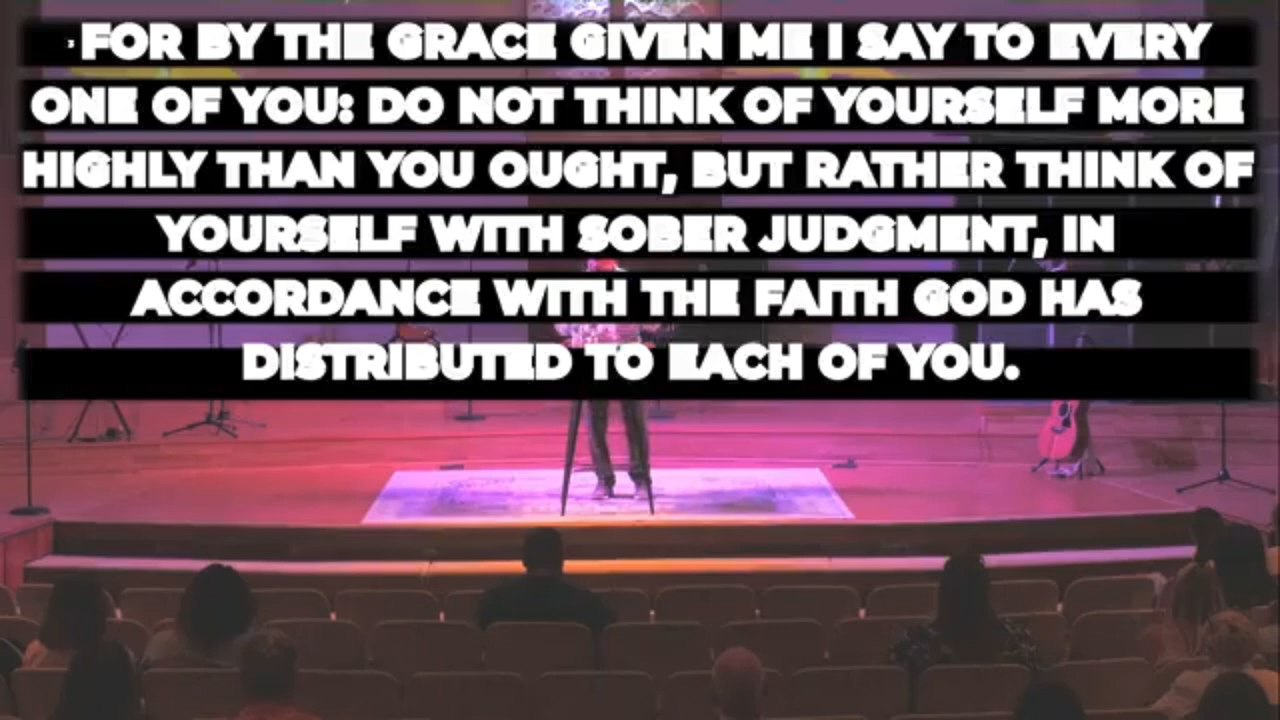 FOR BY THE GRACE GIVEN ME I SAY TO EVERY
ONE OF YOU: DO NOT THINK OF YOURSELF MORE
HIGHLY THAN YOU OUGHT, BUT RATHER THINK OF
YOURSELF WITH SOBER JUDGMENT, IN
ACCORDANCE WITH THE FAITH GOD HAS
DISTRIBUTED TO EACH OF YOU.